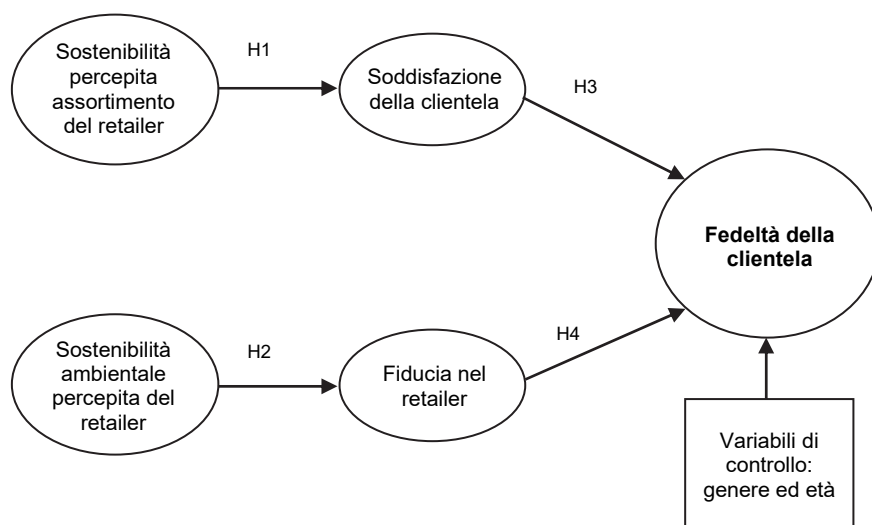 Sostenibilità
percepita
assortimento
del retailer
H1
Soddisfazione
della clientela
H3
Fedeltà della
clientela
Sostenibilità
ambientale
percepita del
retailer
H2
Fiducia nel
retailer
H4
Variabili di
controllo:
genere ed età